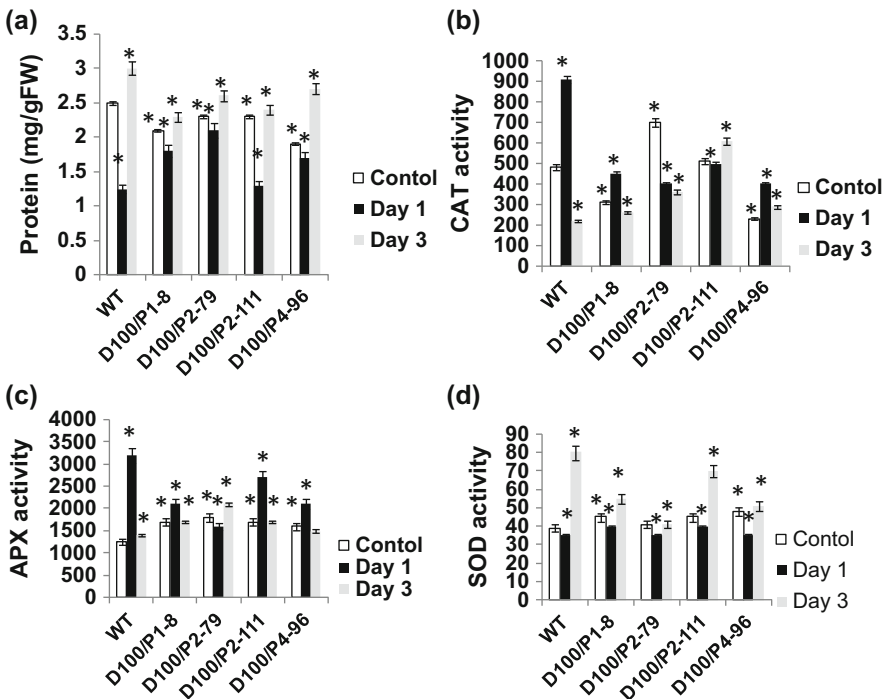 (a)
Protein (mg/gFW)
3.5
3
2.5
2
1.5
1
0.5
0
* * * * * * * * * * * * *
WT
D100/P1-8
D100/P2-79
D100/P2-111
D100/P4-96
Contol
Day 1
Day 3
(b)
CAT activity
1000
900
800
700
600
500
400
300
200
100
0
* * * * * * * * * * * * *
WT
D100/P1-8
D100/P2-79
D100/P2-111
D100/P4-96
Contol
Day 1
Day 3
(c)
APX activity
4000
3500
3000
2500
2000
1500
1000
500
0
* * * * * * * * * * * * *
WT
D100/P1-8
D100/P2-79
D100/P2-111
D100/P4-96
Contol
Day 1
Day 3
(d)
SOD activity
90
80
70
60
50
40
30
20
10
0
* * * * * * * * * * * *
WT
D100/P1-8
D100/P2-79
D100/P2-111
D100/P4-96
Contol
Day 1
Day 3